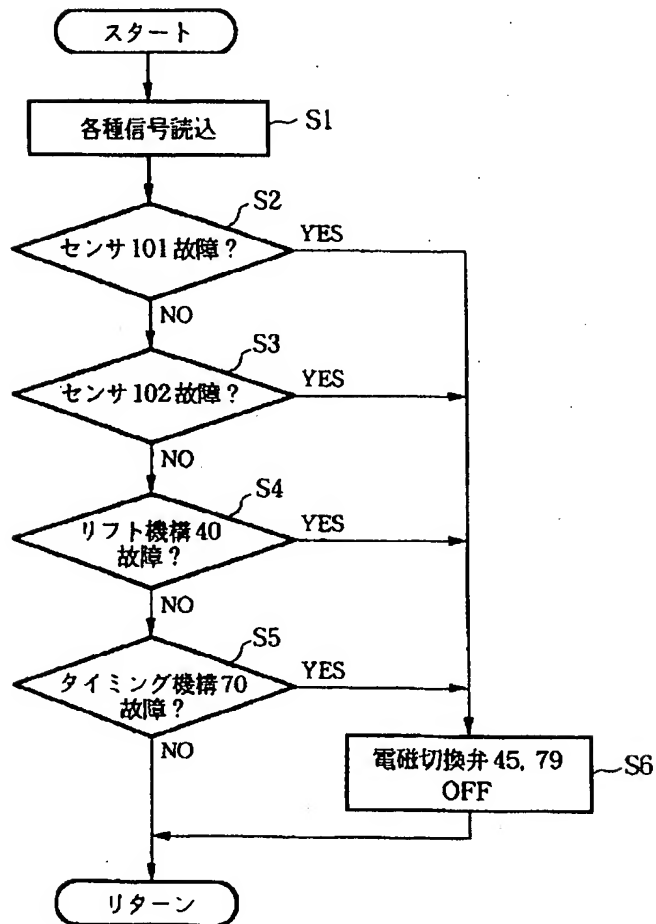 スタート
各種信号読込
S1
S2
センサ101故障?
YES
NO
S3
センサ102故障?
YES
NO
S4
リフト機構40
故障?
YES
NO
S5
タイミング機構70
故障?
YES
NO
電磁切換弁45, 79
OFF
S6
リターン